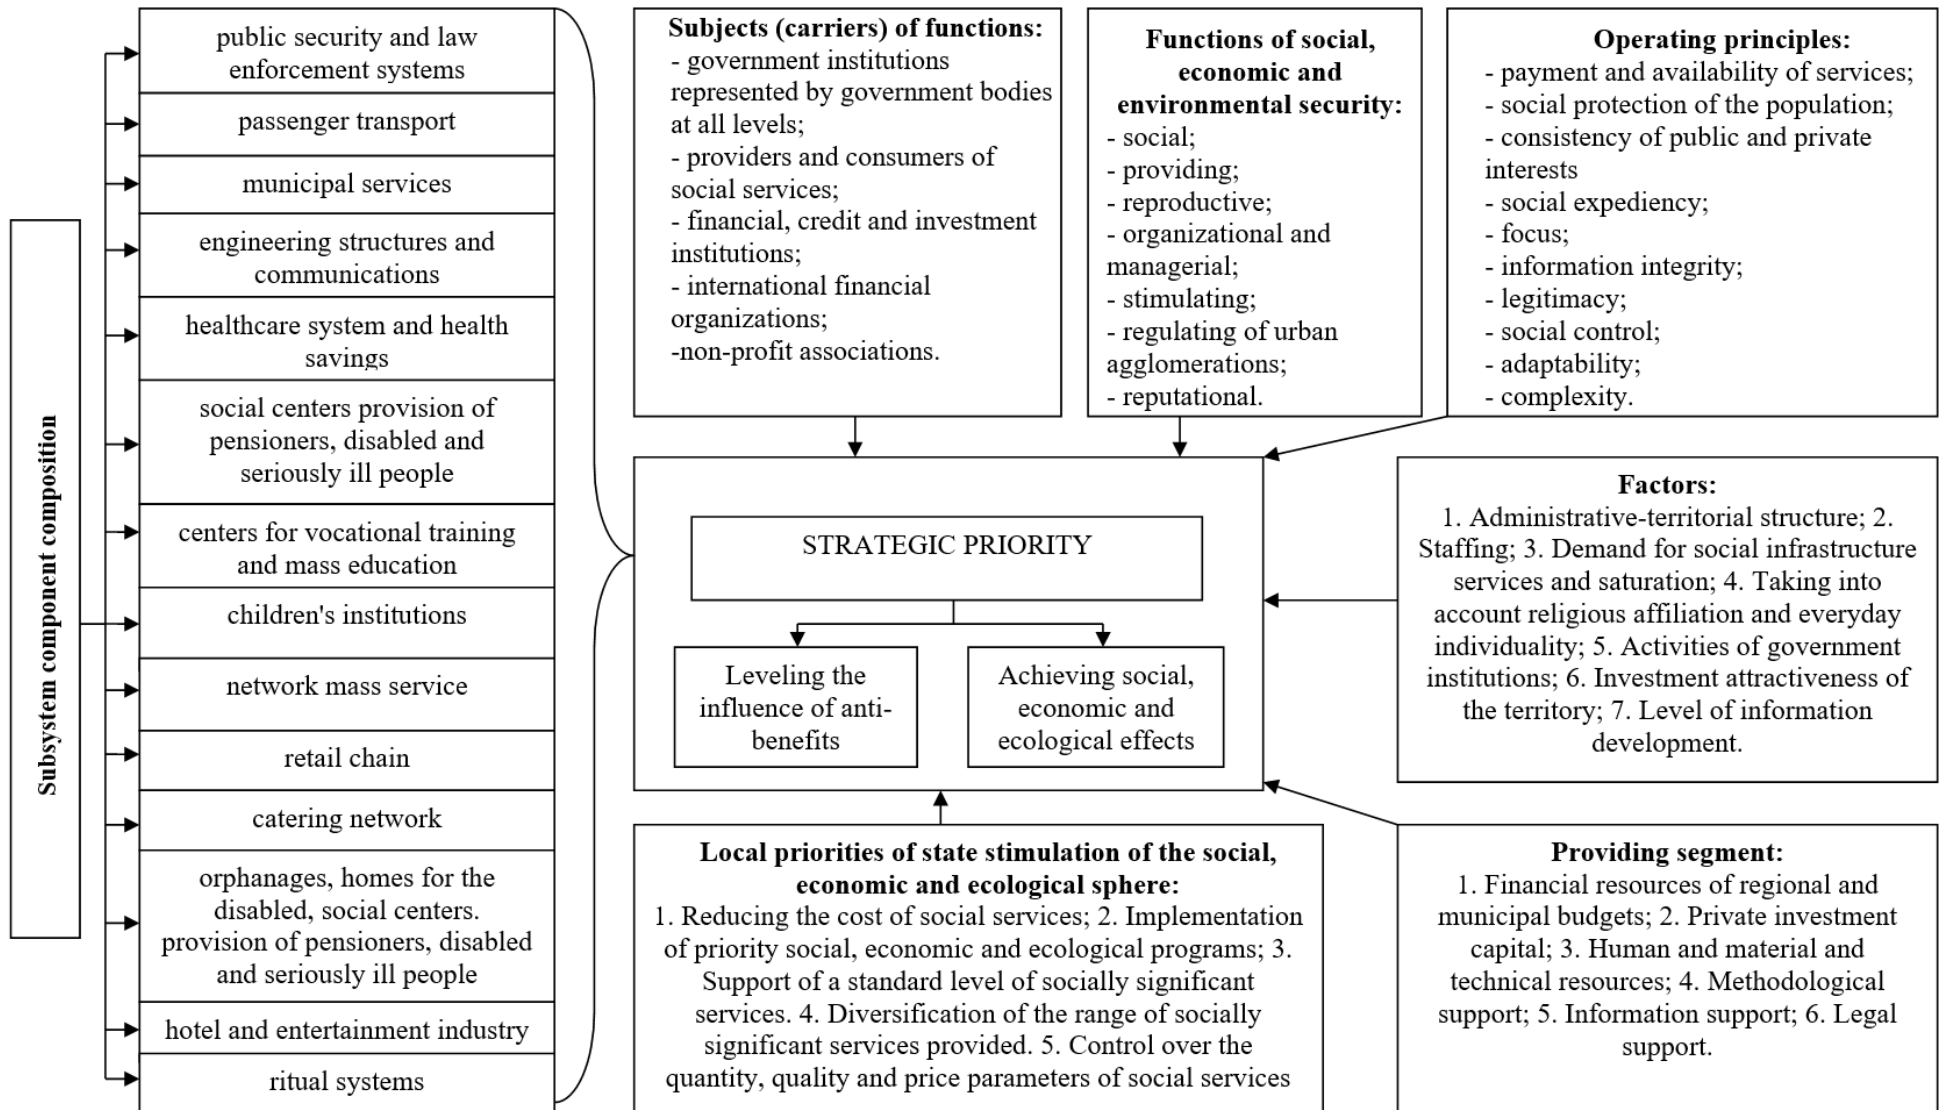 Subsystem component composition
public security and law
enforcement systems
passenger transport
municipal services
engineering structures and
communications
healthcare system and health
savings
social centers provision of
pensioners, disabled and
seriously ill people
centers for vocational training
and mass education
children's institutions
network mass service
retail chain
catering network
orphanages, homes for the
disabled, social centers.
provision of pensioners, disabled
and seriously ill people
hotel and entertainment industry
ritual systems
Subjects (carriers) of functions:
- government institutions
represented by government bodies
at all levels;
- providers and consumers of
social services;
- financial, credit and investment
institutions;
- international financial
organizations;
-non-profit associations.
Functions of social,
economic and
environmental security:
- social;
- providing;
- reproductive;
- organizational and
managerial;
- stimulating;
- regulating of urban
agglomerations;
- reputational.
Operating principles:
- payment and availability of services;
- social protection of the population;
- consistency of public and private
interests
- social expediency;
- focus;
- information integrity;
- legitimacy;
- social control;
- adaptability;
- complexity.
STRATEGIC PRIORITY
Leveling the
influence of anti-
benefits
Achieving social,
economic and
ecological effects
Factors:
1. Administrative-territorial structure; 2.
Staffing; 3. Demand for social infrastructure
services and saturation; 4. Taking into
account religious affiliation and everyday
individuality; 5. Activities of government
institutions; 6. Investment attractiveness of
the territory; 7. Level of information
development.
Local priorities of state stimulation of the social,
economic and ecological sphere:
1. Reducing the cost of social services; 2. Implementation
of priority social, economic and ecological programs; 3.
Support of a standard level of socially significant
services. 4. Diversification of the range of socially
significant services provided. 5. Control over the
quantity, quality and price parameters of social services
Providing segment:
1. Financial resources of regional and
municipal budgets; 2. Private investment
capital; 3. Human and material and
technical resources; 4. Methodological
support; 5. Information support; 6. Legal
support.